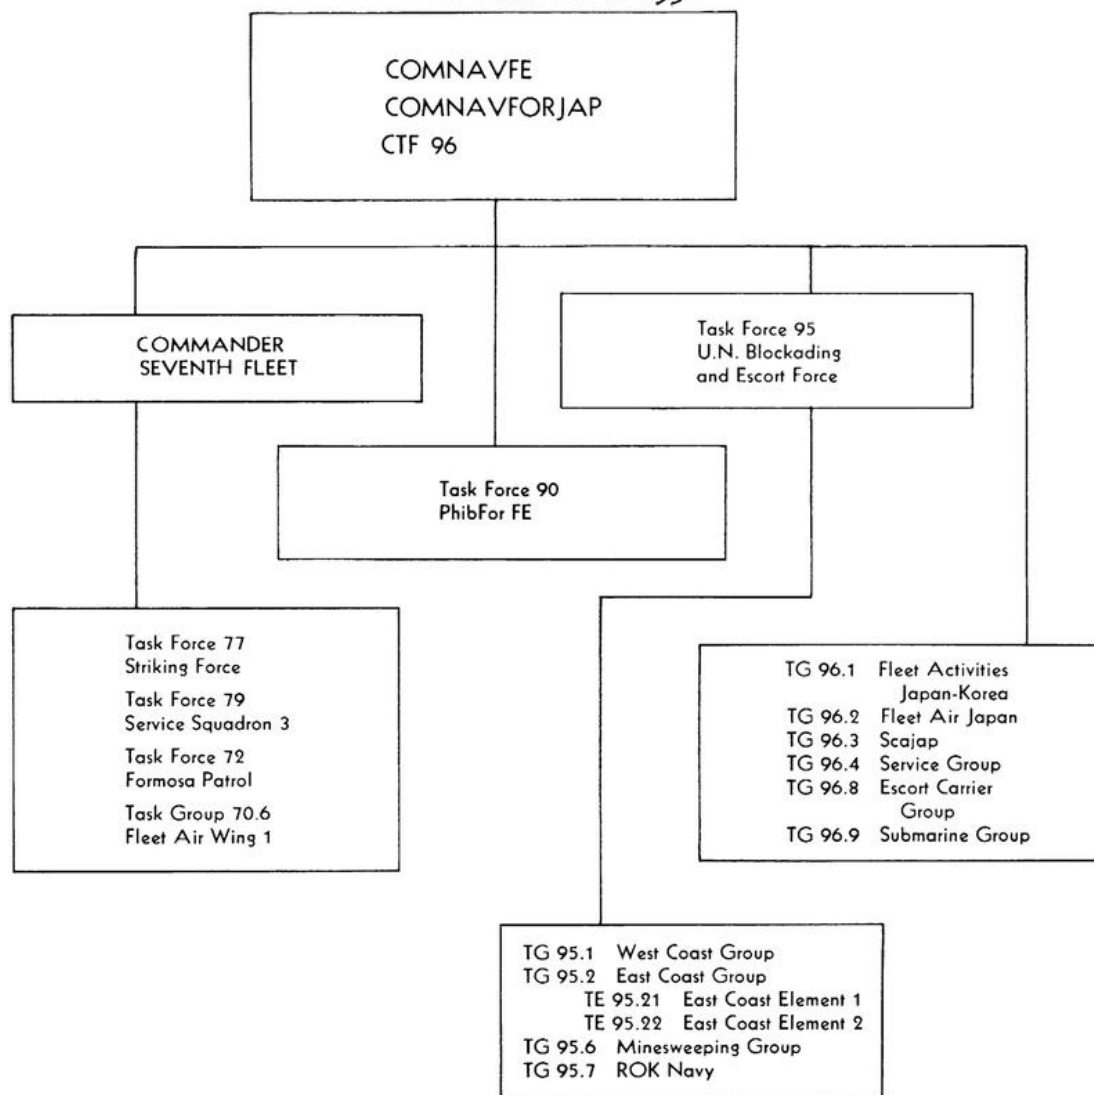 COMNAVFE
COMNAVFORJAP
CTF 96
COMMANDER
SEVENTH FLEET
Task Force 95
U.N. Blockading
and Escort Force
Task Force 90
PhibFor FE
Task Force 77
Striking Force
Task Force 79
Service Squadron 3
Task Force 72
Formosa Patrol
Task Group 70.6
Fleet Air Wing 1
TG 96.1 Fleet Activities
Japan-Korea
TG 96.2 Fleet Air Japan
TG 96.3 Scajap
TG 96.4 Service Group
TG 96.8 Escort Carrier
Group
TG 96.9 Submarine Group
TG 95.1 West Coast Group
TG 95.2 East Coast Group
TE 95.21 East Coast Element 1
TE 95.22 East Coast Element 2
TG 95.6 Minesweeping Group
TG 95.7 ROK Navy